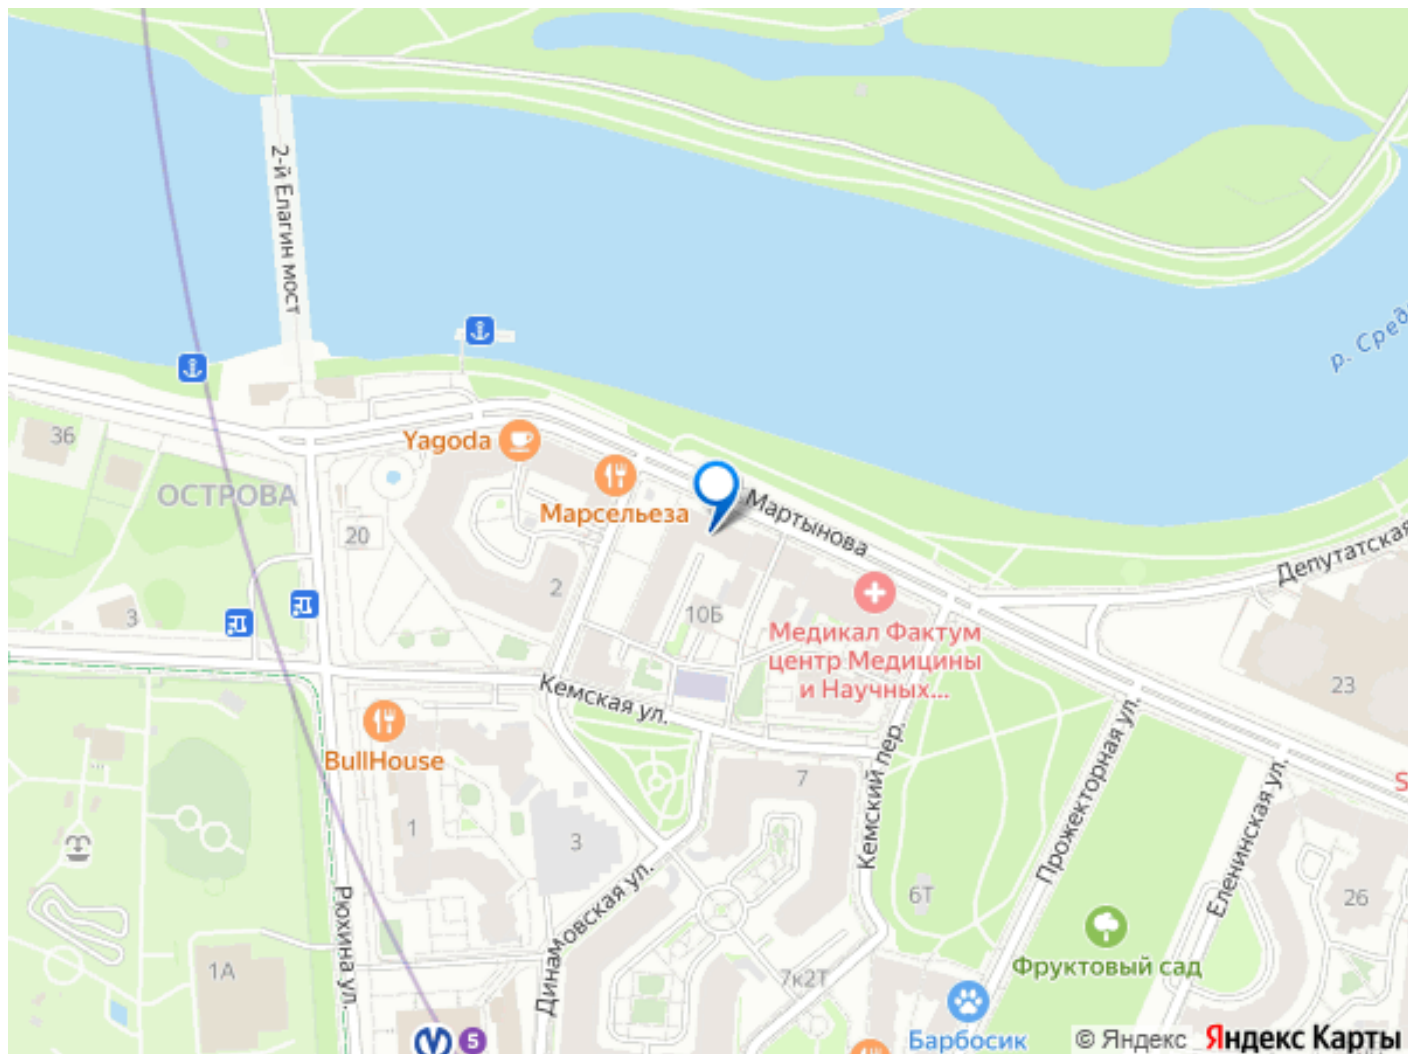 2-й Елагин мост
р. Сред
36
Yagoda
ОСТРОВА
Марсельеза
Мартынова
20
Депутатская
2
3
10Б
Медикал Фактум
центр Медицины
и Научных...
23
Кемская ул.
BullHouse
S
7
1
3
Кемский пер.
Прожекторная ул.
Еленинская ул.
6Т
26
Рюхина ул.
Динамовская ул.
1А
Фруктовый сад
7к2Т
5
Барбосик
© Яндекс Яндекс Карты